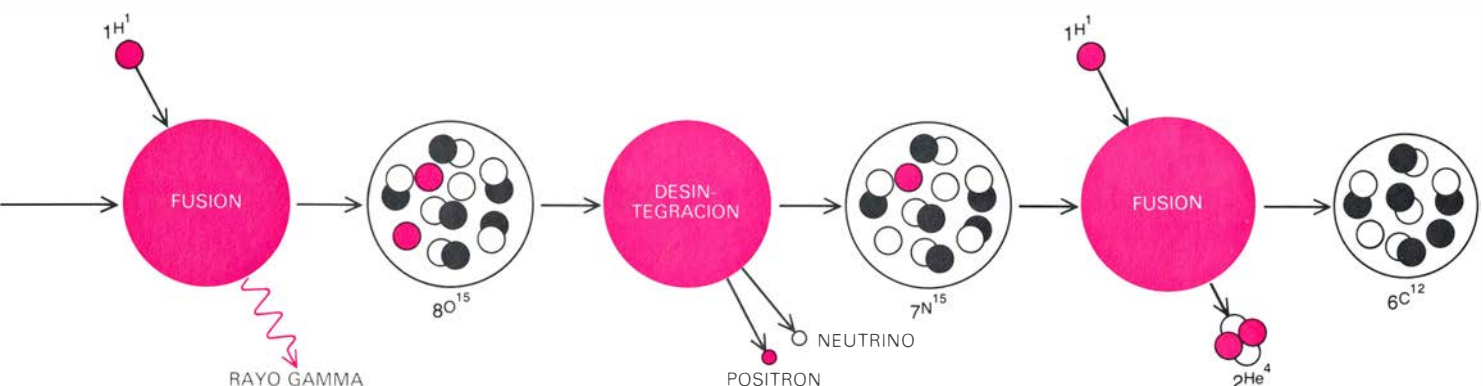 1H¹
FUSION
RAYO GAMMA
8O¹⁵
DESIN-
TEGRACION
NEUTRINO
POSITRON
7N¹⁵
1H¹
FUSION
2He⁴
6C¹²